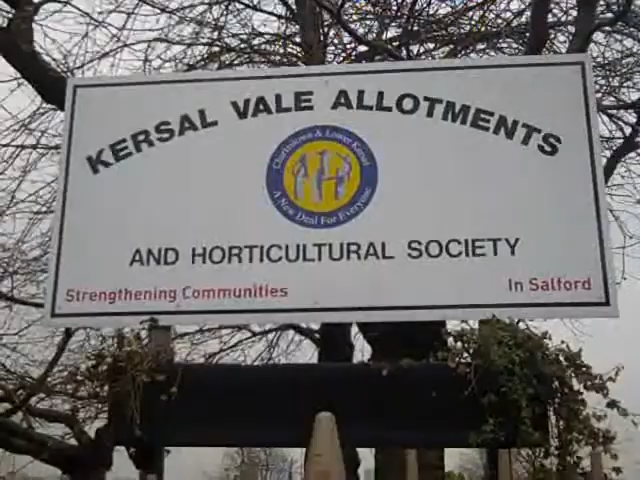 KERSAL VALE ALLOTMENTS
Charlestown & Lower Kersal
A New Deal For Everyone
AND HORTICULTURAL SOCIETY
Strengthening Communities
In Salford